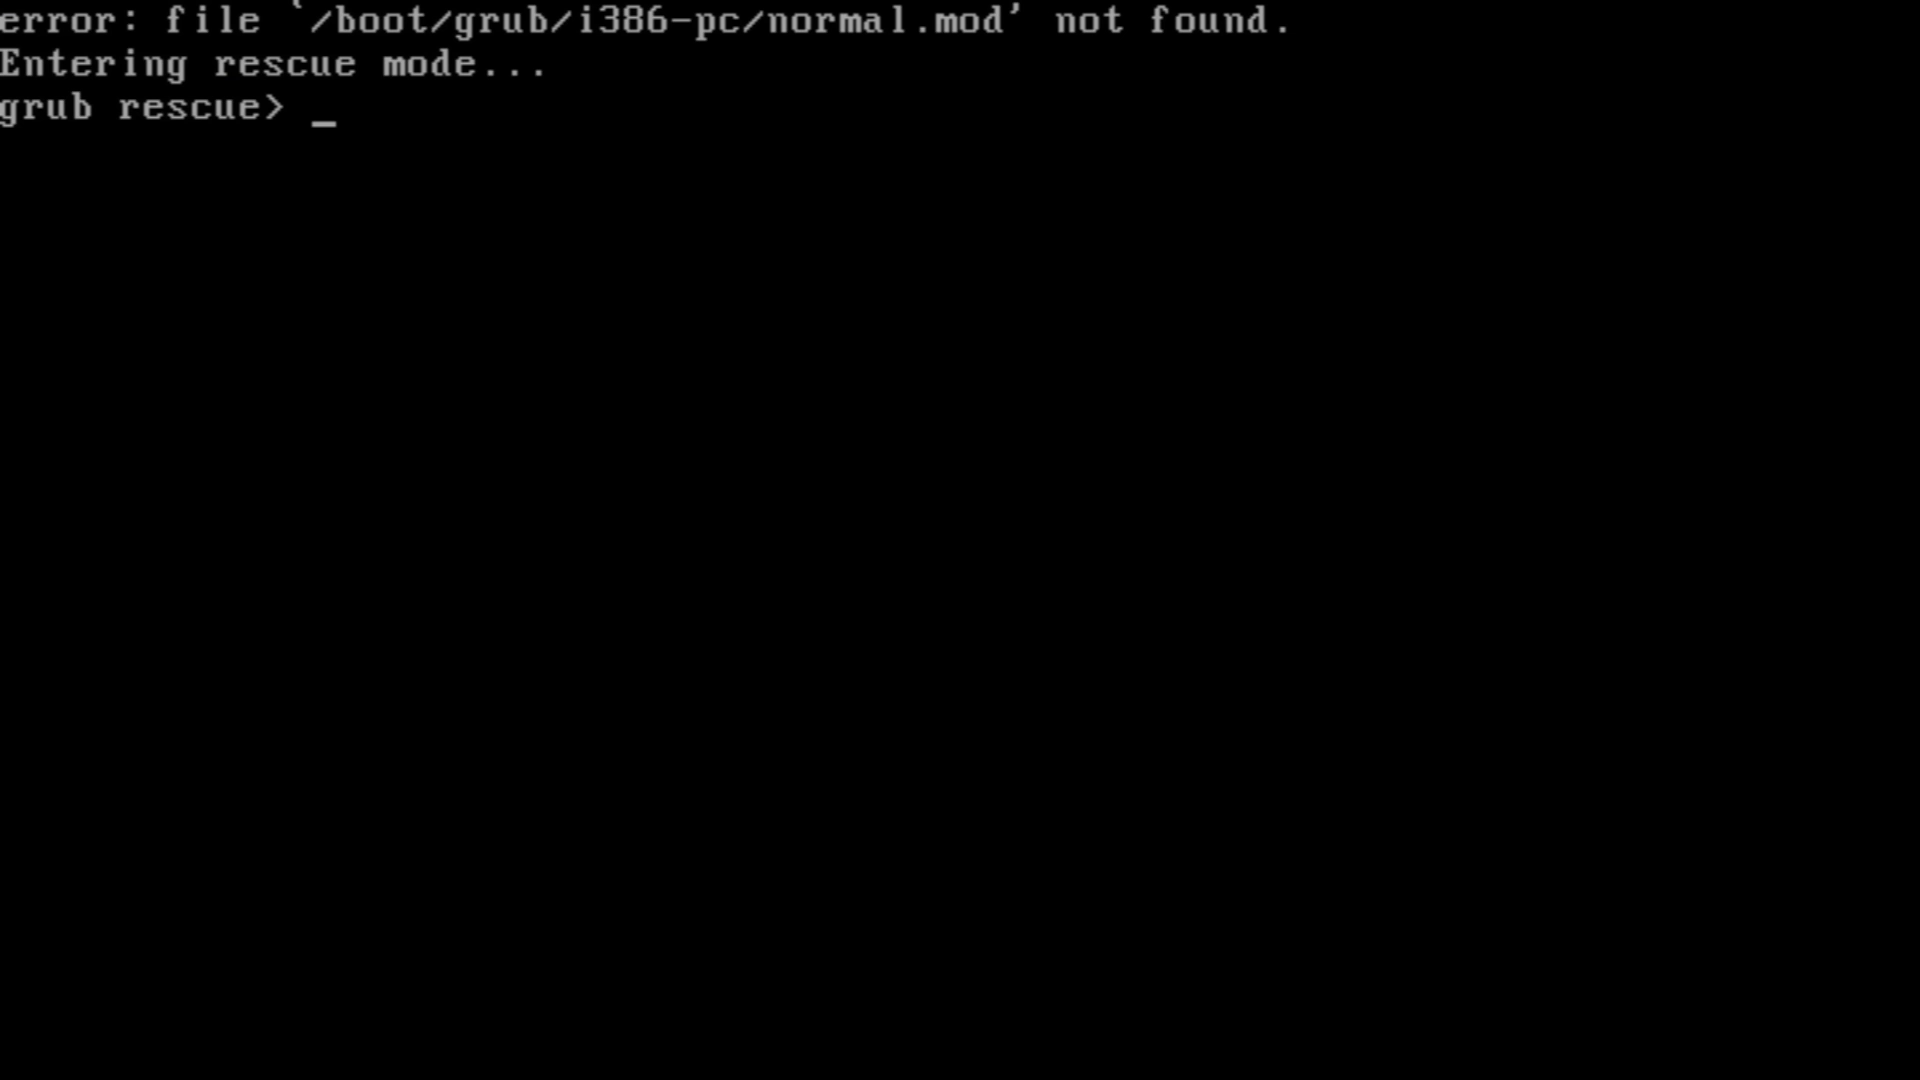 error: file `/boot/grub/i386-pc/normal.mod' not found.
Entering rescue mode...
grub rescue> _